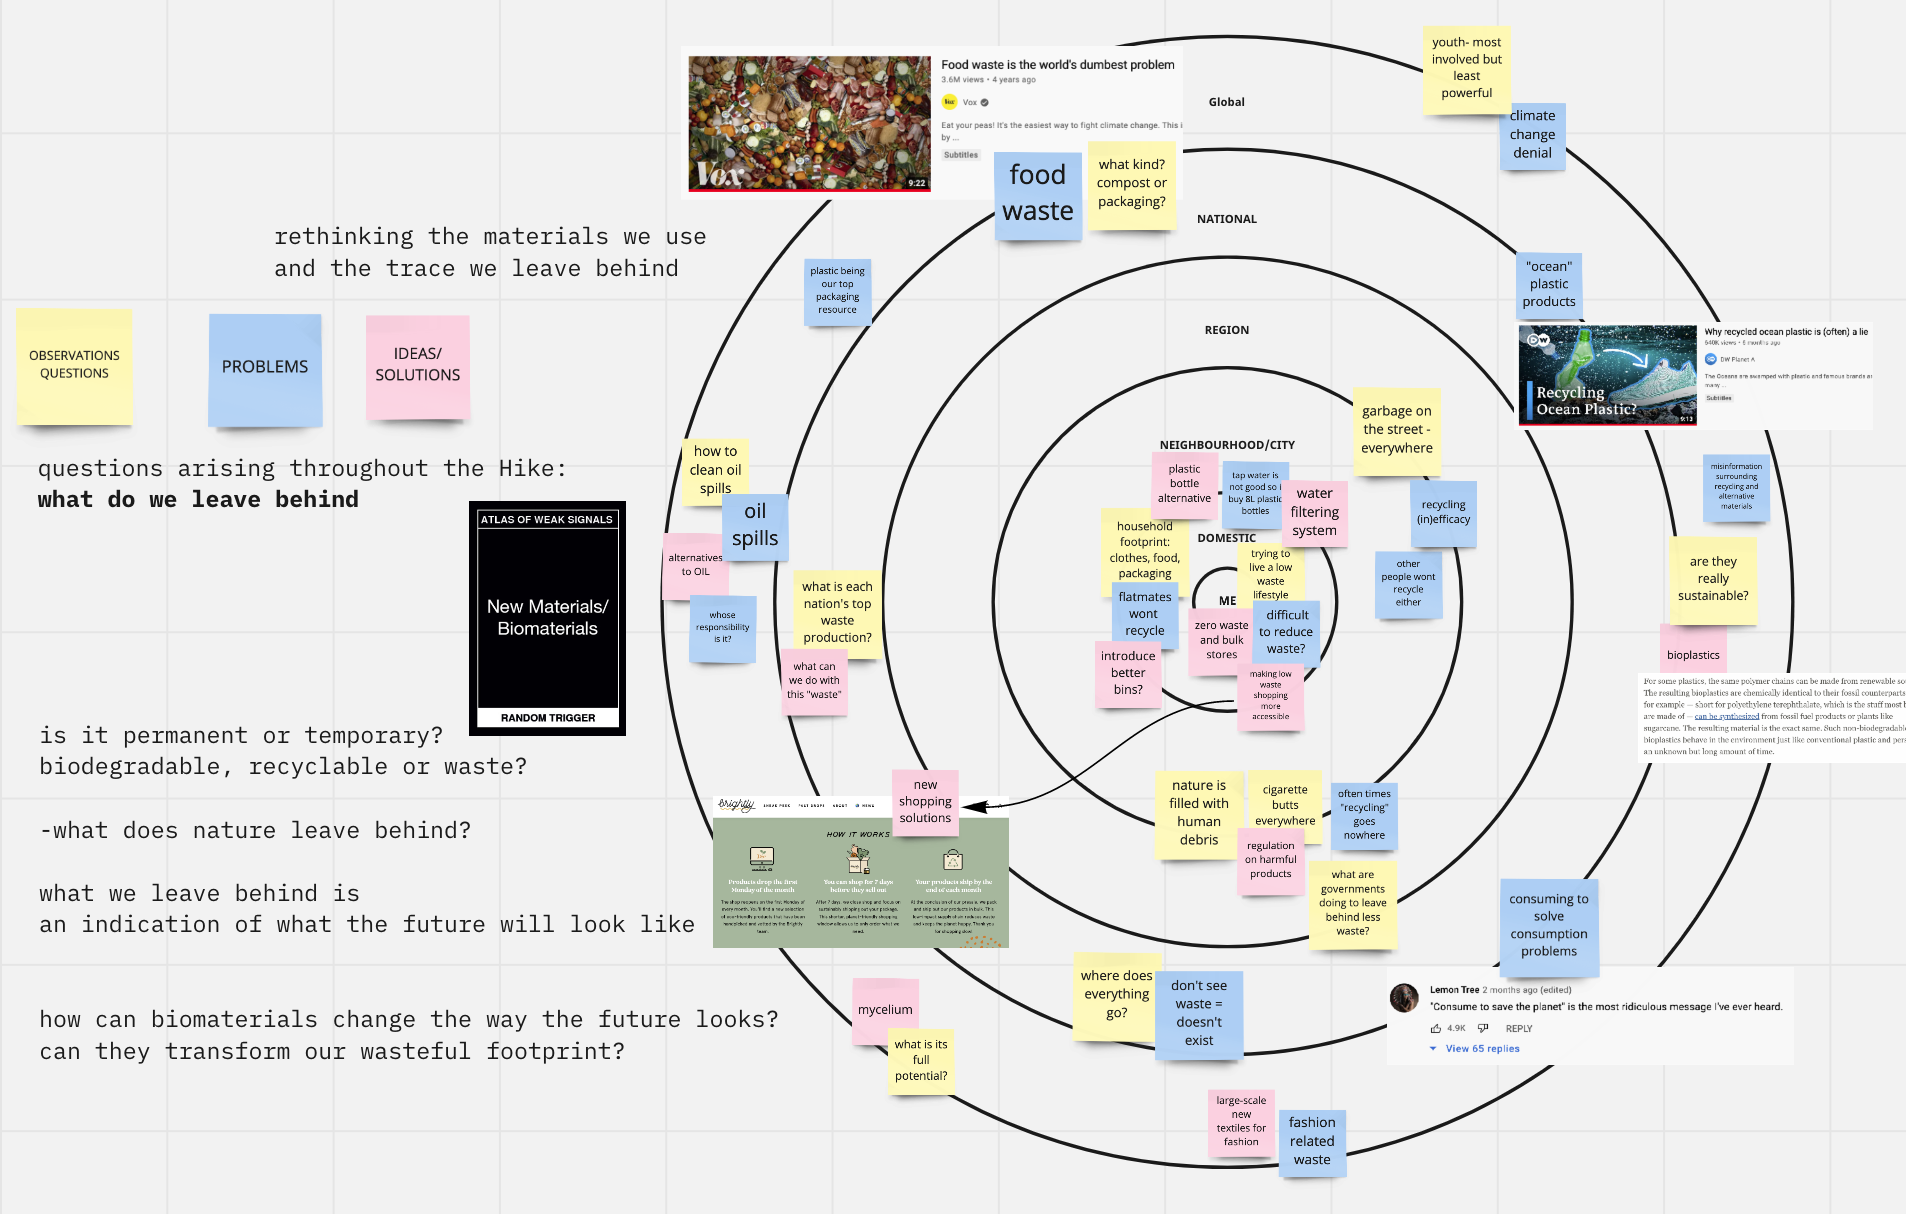 Food waste is the world's dumbest problem
3.6M views • 4 years ago
Vox
Eat your peas! It's the easiest way to fight climate change. This i
by ...
Subtitles
Vox
9:22
food
waste
what kind?
compost or
packaging?
Global
NATIONAL
REGION
NEIGHBOURHOOD/CITY
DOMESTIC
ME
youth- most
involved but
least
powerful
climate
change
denial
rethinking the materials we use
and the trace we leave behind
OBSERVATIONS
QUESTIONS
PROBLEMS
IDEAS/
SOLUTIONS
questions arising throughout the Hike:
what do we leave behind
ATLAS OF WEAK SIGNALS
New Materials/
Biomaterials
RANDOM TRIGGER
is it permanent or temporary?
biodegradable, recyclable or waste?
-what does nature leave behind?
what we leave behind is
an indication of what the future will look like
how can biomaterials change the way the future looks?
can they transform our wasteful footprint?
plastic being
our top
packaging
resource
"ocean"
plastic
products
DW
Recycling
Ocean Plastic?
9:13
Why recycled ocean plastic is (often) a lie
640K views • 6 months ago
DW Planet A
The Oceans are swamped with plastic and famous brands as
many ...
Subtitles
how to
clean oil
spills
oil
spills
alternatives
to OIL
whose
responsibility
is it?
what is each
nation's top
waste
production?
what can
we do with
this "waste"
garbage on
the street -
everywhere
recycling
(in)efficacy
other
people wont
recycle
either
plastic
bottle
alternative
tap water is
not good so i
buy 8L plastic
bottles
water
filtering
system
household
footprint:
clothes, food,
packaging
flatmates
wont
recycle
introduce
better
bins?
trying to
live a low
waste
lifestyle
zero waste
and bulk
stores
difficult
to reduce
waste?
making low
waste
shopping
more
accessible
misinformation
surrounding
recycling and
alternative
materials
are they
really
sustainable?
bioplastics
For some plastics, the same polymer chains can be made from renewable so
The resulting bioplastics are chemically identical to their fossil counterparts
for example — short for polyethylene terephthalate, which is the stuff most b
are made of — can be synthesized from fossil fuel products or plants like
sugarcane. The resulting material is the exact same. Such non-biodegradable
bioplastics behave in the environment just like conventional plastic and pers
an unknown but long amount of time.
new
shopping
solutions
brightly
SNEAK PEEK
PAST DROPS
ABOUT
NEWS
HOW IT WORKS
Products drop the first
Monday of the month
You can shop for 7 days
before they sell out
Your products ship by the
end of each month
nature is
filled with
human
debris
cigarette
butts
everywhere
often times
"recycling"
goes
nowhere
regulation
on harmful
products
what are
governments
doing to leave
behind less
waste?
consuming to
solve
consumption
problems
Lemon Tree 2 months ago (edited)
"Consume to save the planet" is the most ridiculous message I've ever heard.
4.9K
REPLY
View 65 replies
where does
everything
go?
don't see
waste =
doesn't
exist
mycelium
what is its
full
potential?
large-scale
new
textiles for
fashion
fashion
related
waste